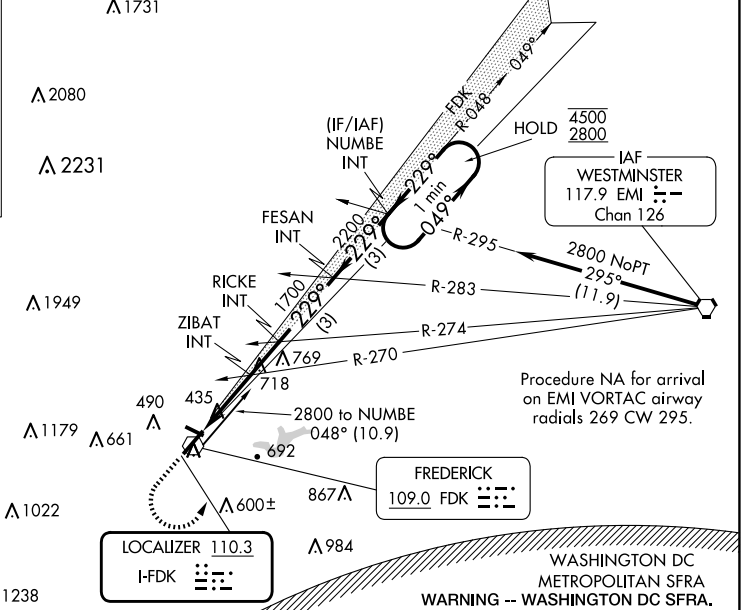 1731
2080
(IF/IAF)
NUMBE
INT
FDK
R-048
049°
HOLD
4500
2800
2231
229°
1 min
049°
IAF
WESTMINSTER
117.9 EMI
Chan 126
FESAN
INT
2200
229°
(3)
R-295
2800 NoPT
295°
(11.9)
RICKE
INT
1700
229°
(3)
R-283
1949
ZIBAT
INT
R-274
769
R-270
718
Procedure NA for arrival
on EMI VORTAC airway
radials 269 CW 295.
490
435
2800 to NUMBE
048° (10.9)
1179
661
692
FREDERICK
109.0 FDK
1022
600±
867
LOCALIZER 110.3
I-FDK
984
WASHINGTON DC
METROPOLITAN SFRA
1238
WARNING -- WASHINGTON DC SFRA.